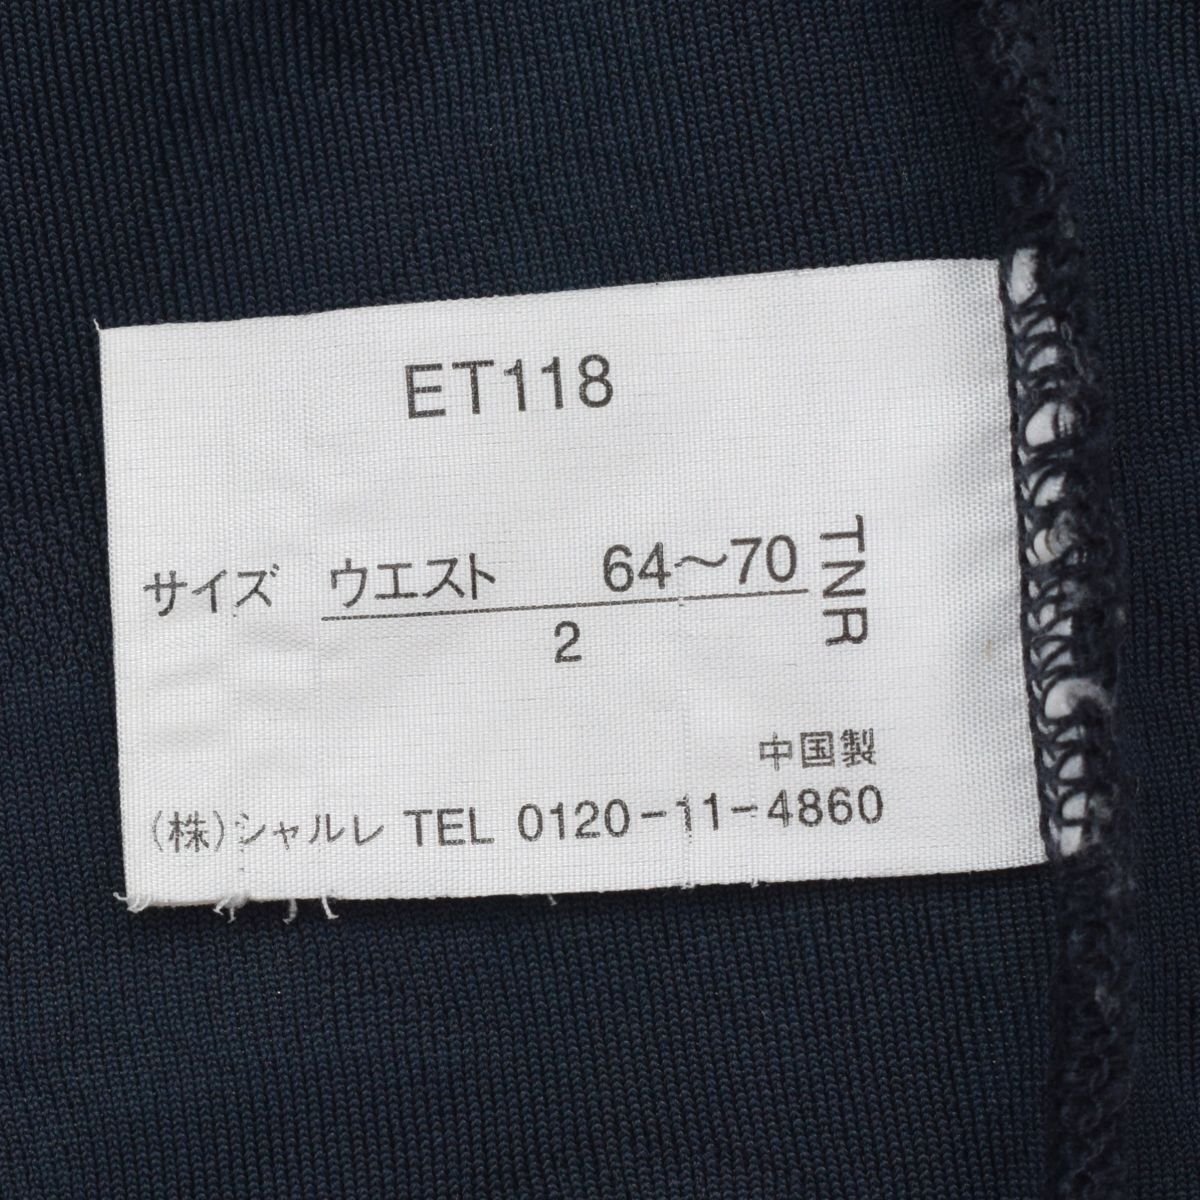 ET118
サイズ ウエスト 64～70
2
TNR
中国製
(株)シャルレ TEL 0120-11-4860